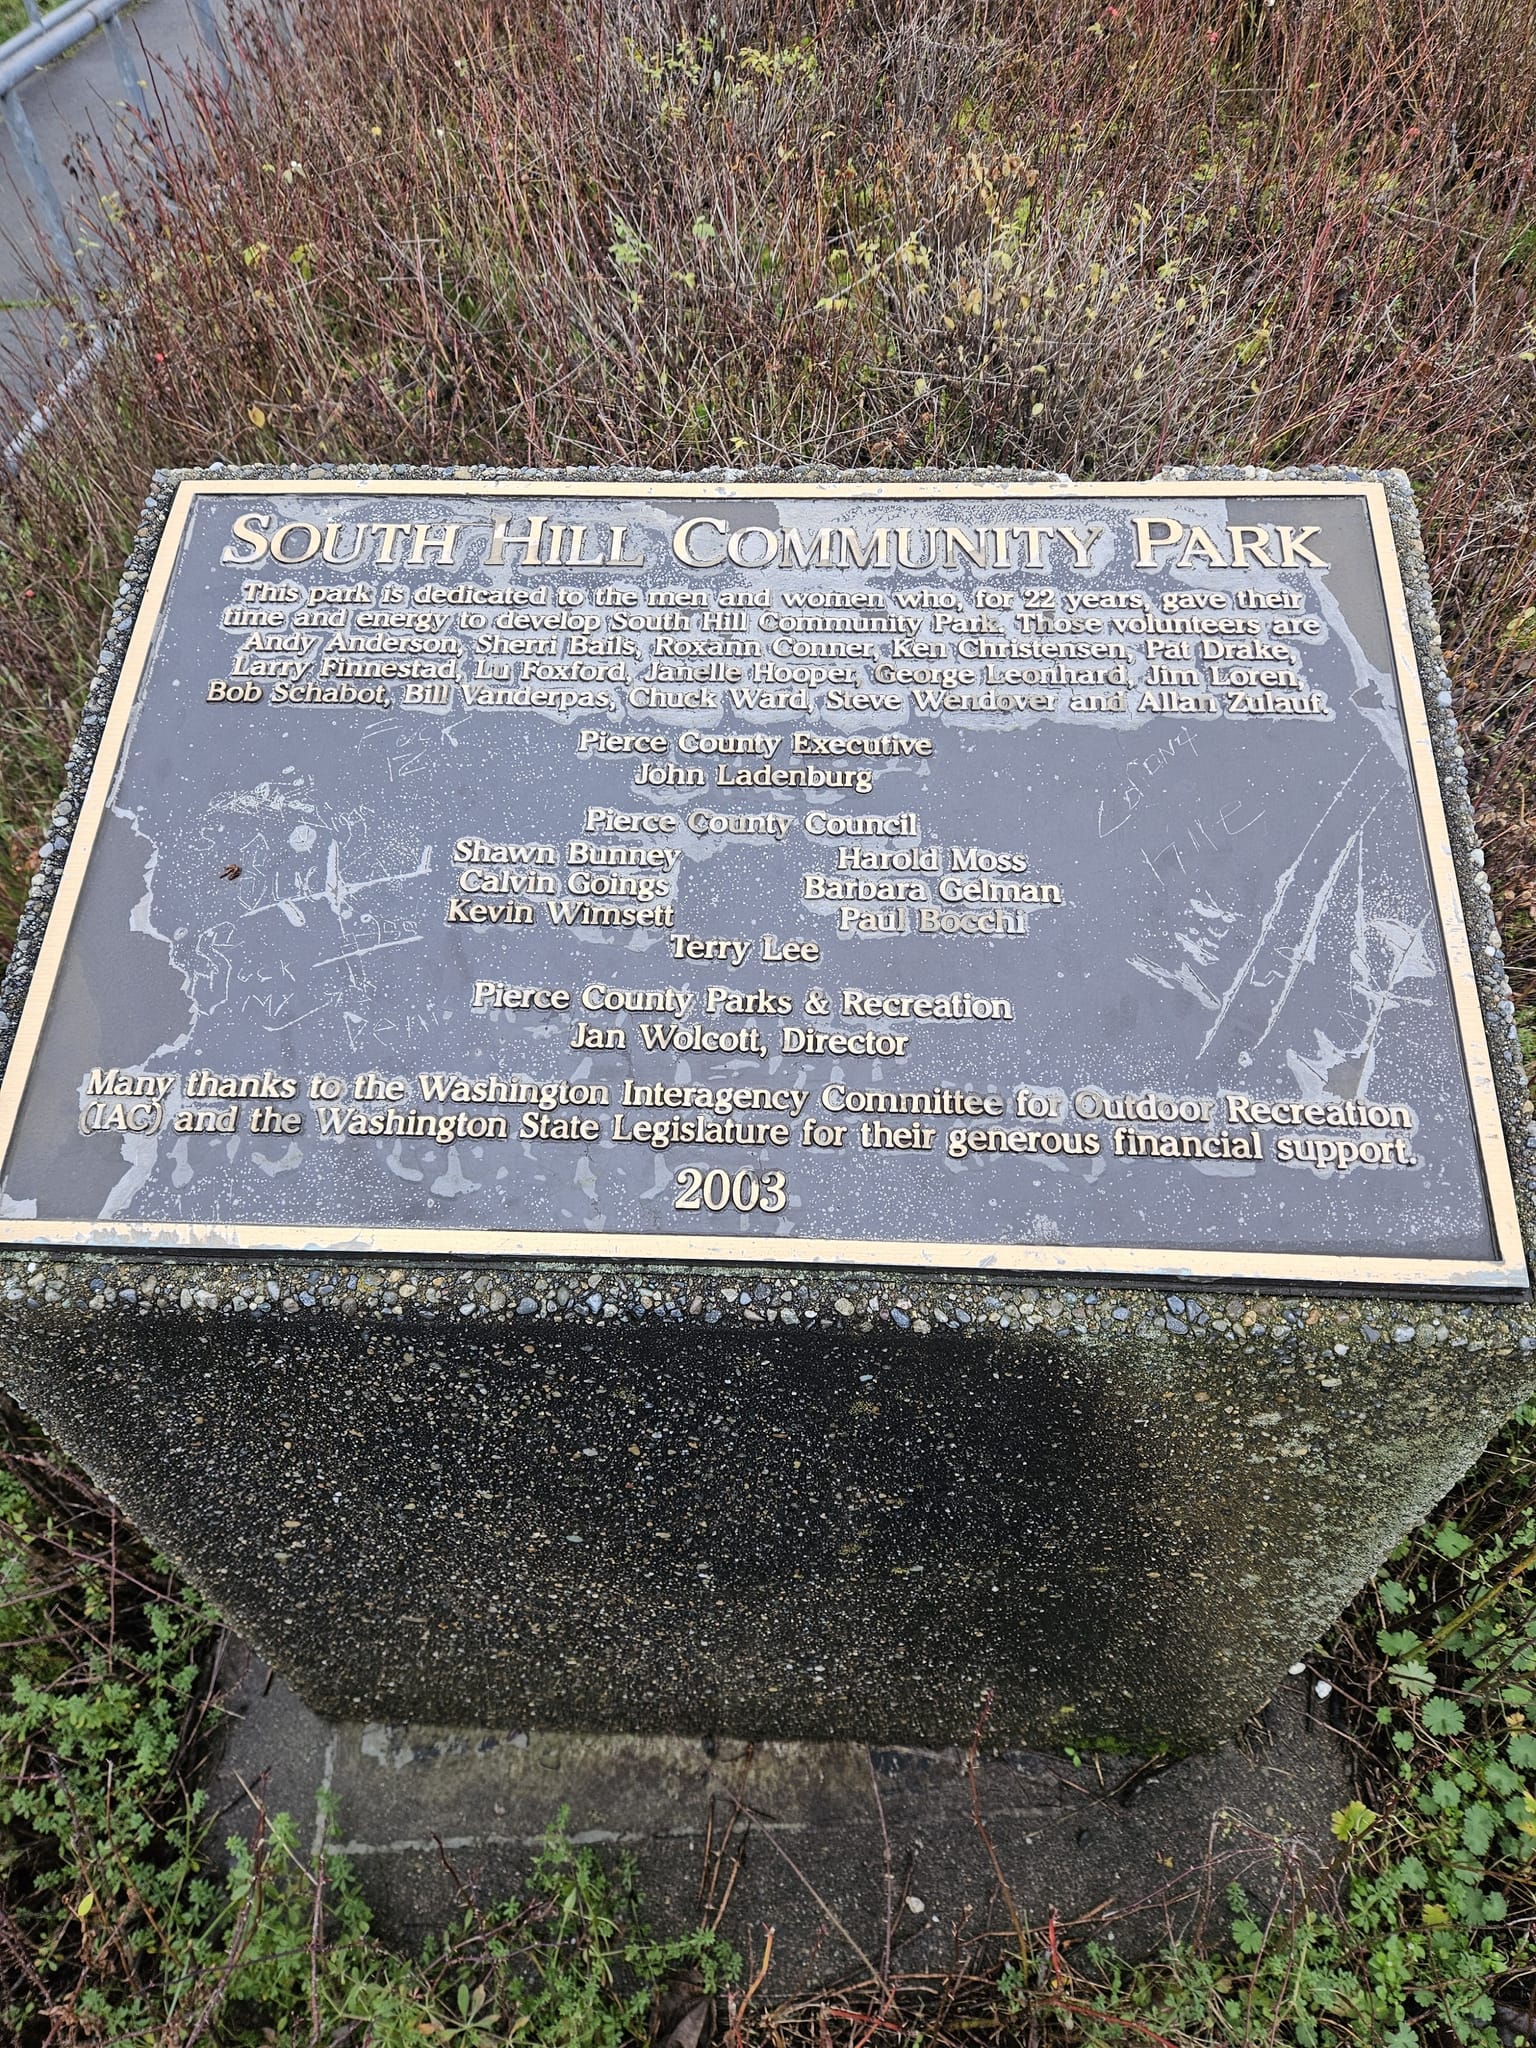 SOUTH HILL COMMUNITY PARK
This park is dedicated to the men and women who, for 22 years, gave their
time and energy to develop South Hill Community Park. Those volunteers are
Andy Anderson, Sherri Bails, Roxann Conner, Ken Christensen, Pat Drake,
Larry Finnestad, Lu Foxford, Janelle Hooper, George Leonhard, Jim Loren,
Bob Schabot, Bill Vanderpas, Chuck Ward, Steve Wendover and Allan Zulauf.
Pierce County Executive
John Ladenburg
Pierce County Council
Shawn Bunney Harold Moss
Calvin Goings Barbara Gelman
Kevin Wimsett Paul Bocchi
Terry Lee
Pierce County Parks & Recreation
Jan Wolcott, Director
Many thanks to the Washington Interagency Committee for Outdoor Recreation
(IAC) and the Washington State Legislature for their generous financial support.
2003